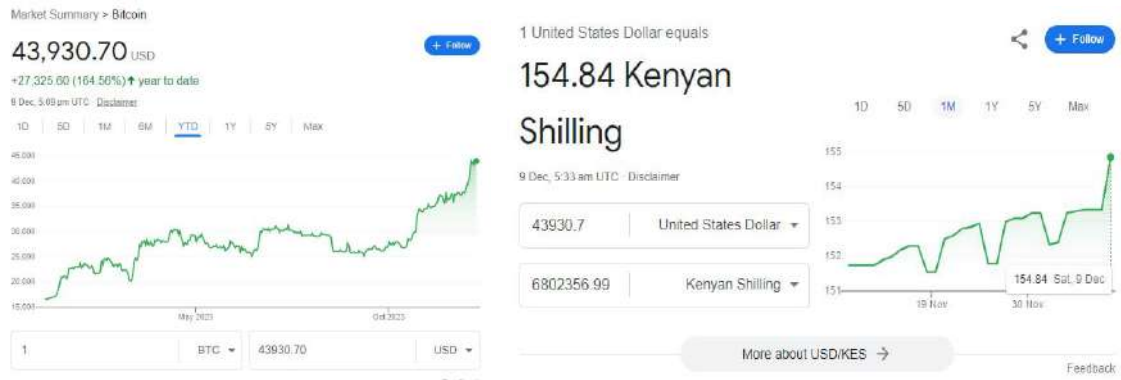 Market Summary > Bitcoin
43,930.70 USD
+ Follow
+27,325.60 (164.56%) ↑ year to date
9 Dec, 5:09 pm UTC · Disclaimer
1D 5D 1M 6M YTD 1Y 5Y Max
45,000
40,000
35,000
30,000
25,000
20,000
15,000
May 2023 Oct 2023
1 BTC 43930.70 USD
1 United States Dollar equals
+ Follow
154.84 Kenyan
Shilling
9 Dec, 5:33 am UTC · Disclaimer
43930.7 United States Dollar
6802356.99 Kenyan Shilling
1D 5D 1M 1Y 5Y Max
155
154
153
152
151
154.84 Sat, 9 Dec
19 Nov 30 Nov
More about USD/KES →
Feedback